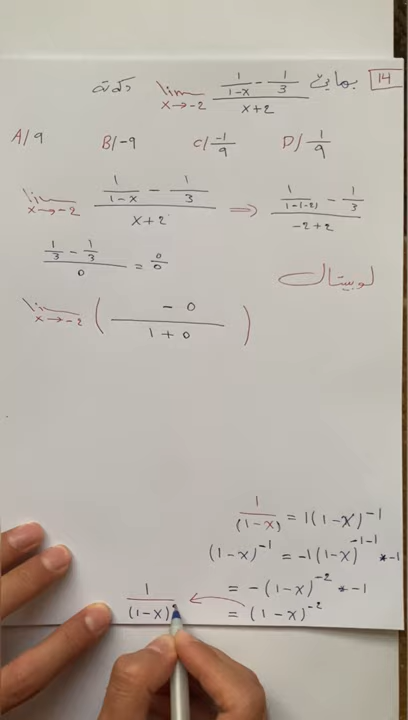 14 بهایێ lim x→-2 (1/(1-x) - 1/3)/(x+2) دکەتە
A/ 9 B/ -9 C/ -1/9 D/ 1/9
lim x→-2 (1/(1-x) - 1/3)/(x+2) ⟹ (1/(1-(-2)) - 1/3)/(-2+2)
(1/3 - 1/3)/0 = 0/0
لوبیتال
lim x→-2 ( ( - 0)/(1+0) )
1/(1-x) = 1(1-x)^-1
(1-x)^-1 = -1(1-x)^-1-1 * -1
= -(1-x)^-2 * -1
1/(1-x)^2 ← = (1-x)^-2